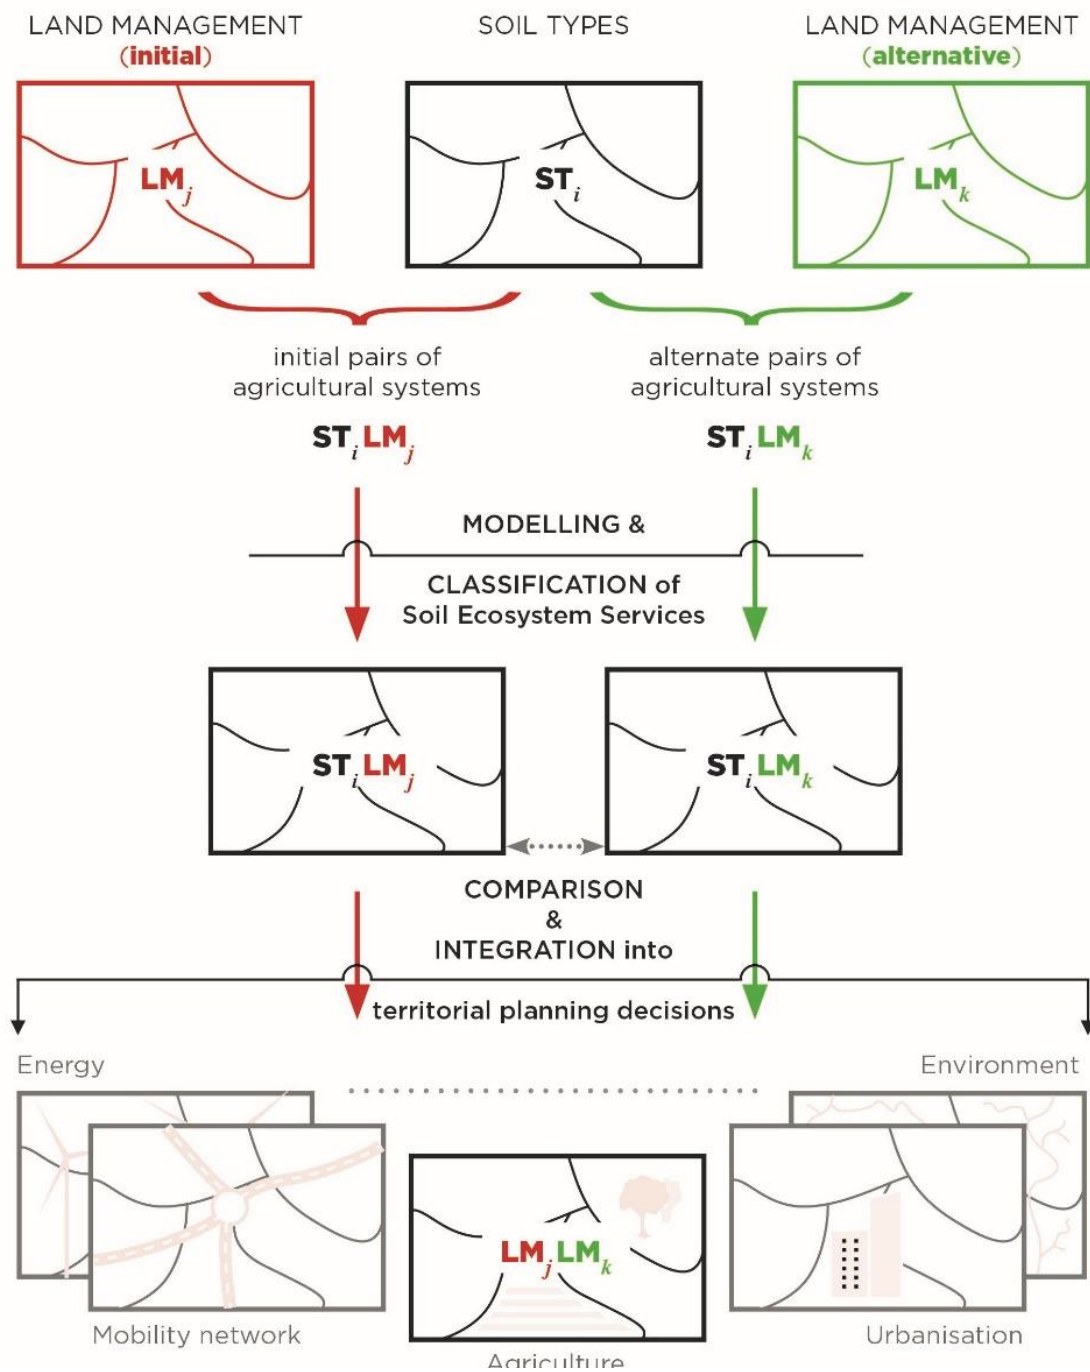 LAND MANAGEMENT
(initial)
SOIL TYPES
LAND MANAGEMENT
(alternative)
LMj
STi
LMk
initial pairs of
agricultural systems
alternate pairs of
agricultural systems
STiLMj
STiLMk
MODELLING &
CLASSIFICATION of
Soil Ecosystem Services
STiLMj
STiLMk
COMPARISON
&
INTEGRATION into
territorial planning decisions
Energy
Environment
LMjLMk
Mobility network
Urbanisation
Agriculture